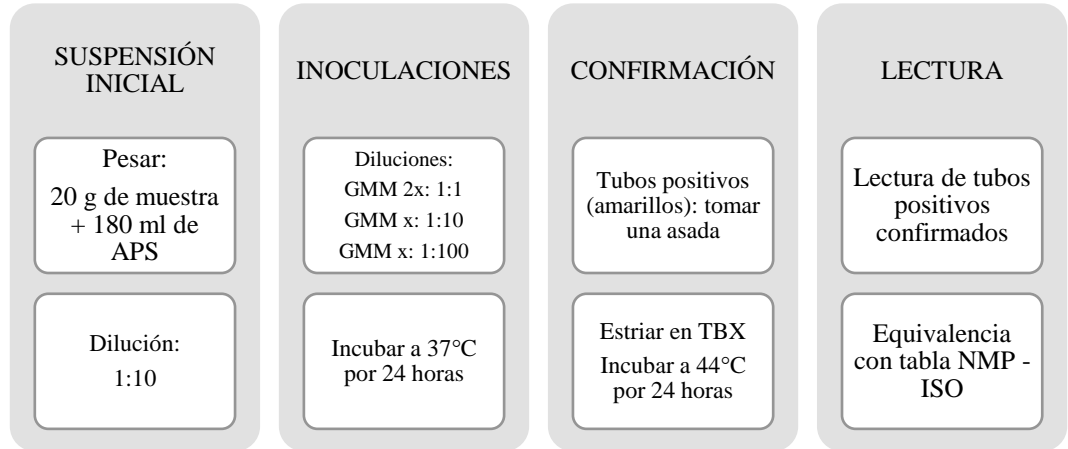 SUSPENSIÓN
INICIAL
Pesar:
20 g de muestra
+ 180 ml de
APS
Dilución:
1:10
INOCULACIONES
Diluciones:
GMM 2x: 1:1
GMM x: 1:10
GMM x: 1:100
Incubar a 37°C
por 24 horas
CONFIRMACIÓN
Tubos positivos
(amarillos): tomar
una asada
Estriar en TBX
Incubar a 44°C
por 24 horas
LECTURA
Lectura de tubos
positivos
confirmados
Equivalencia
con tabla NMP -
ISO